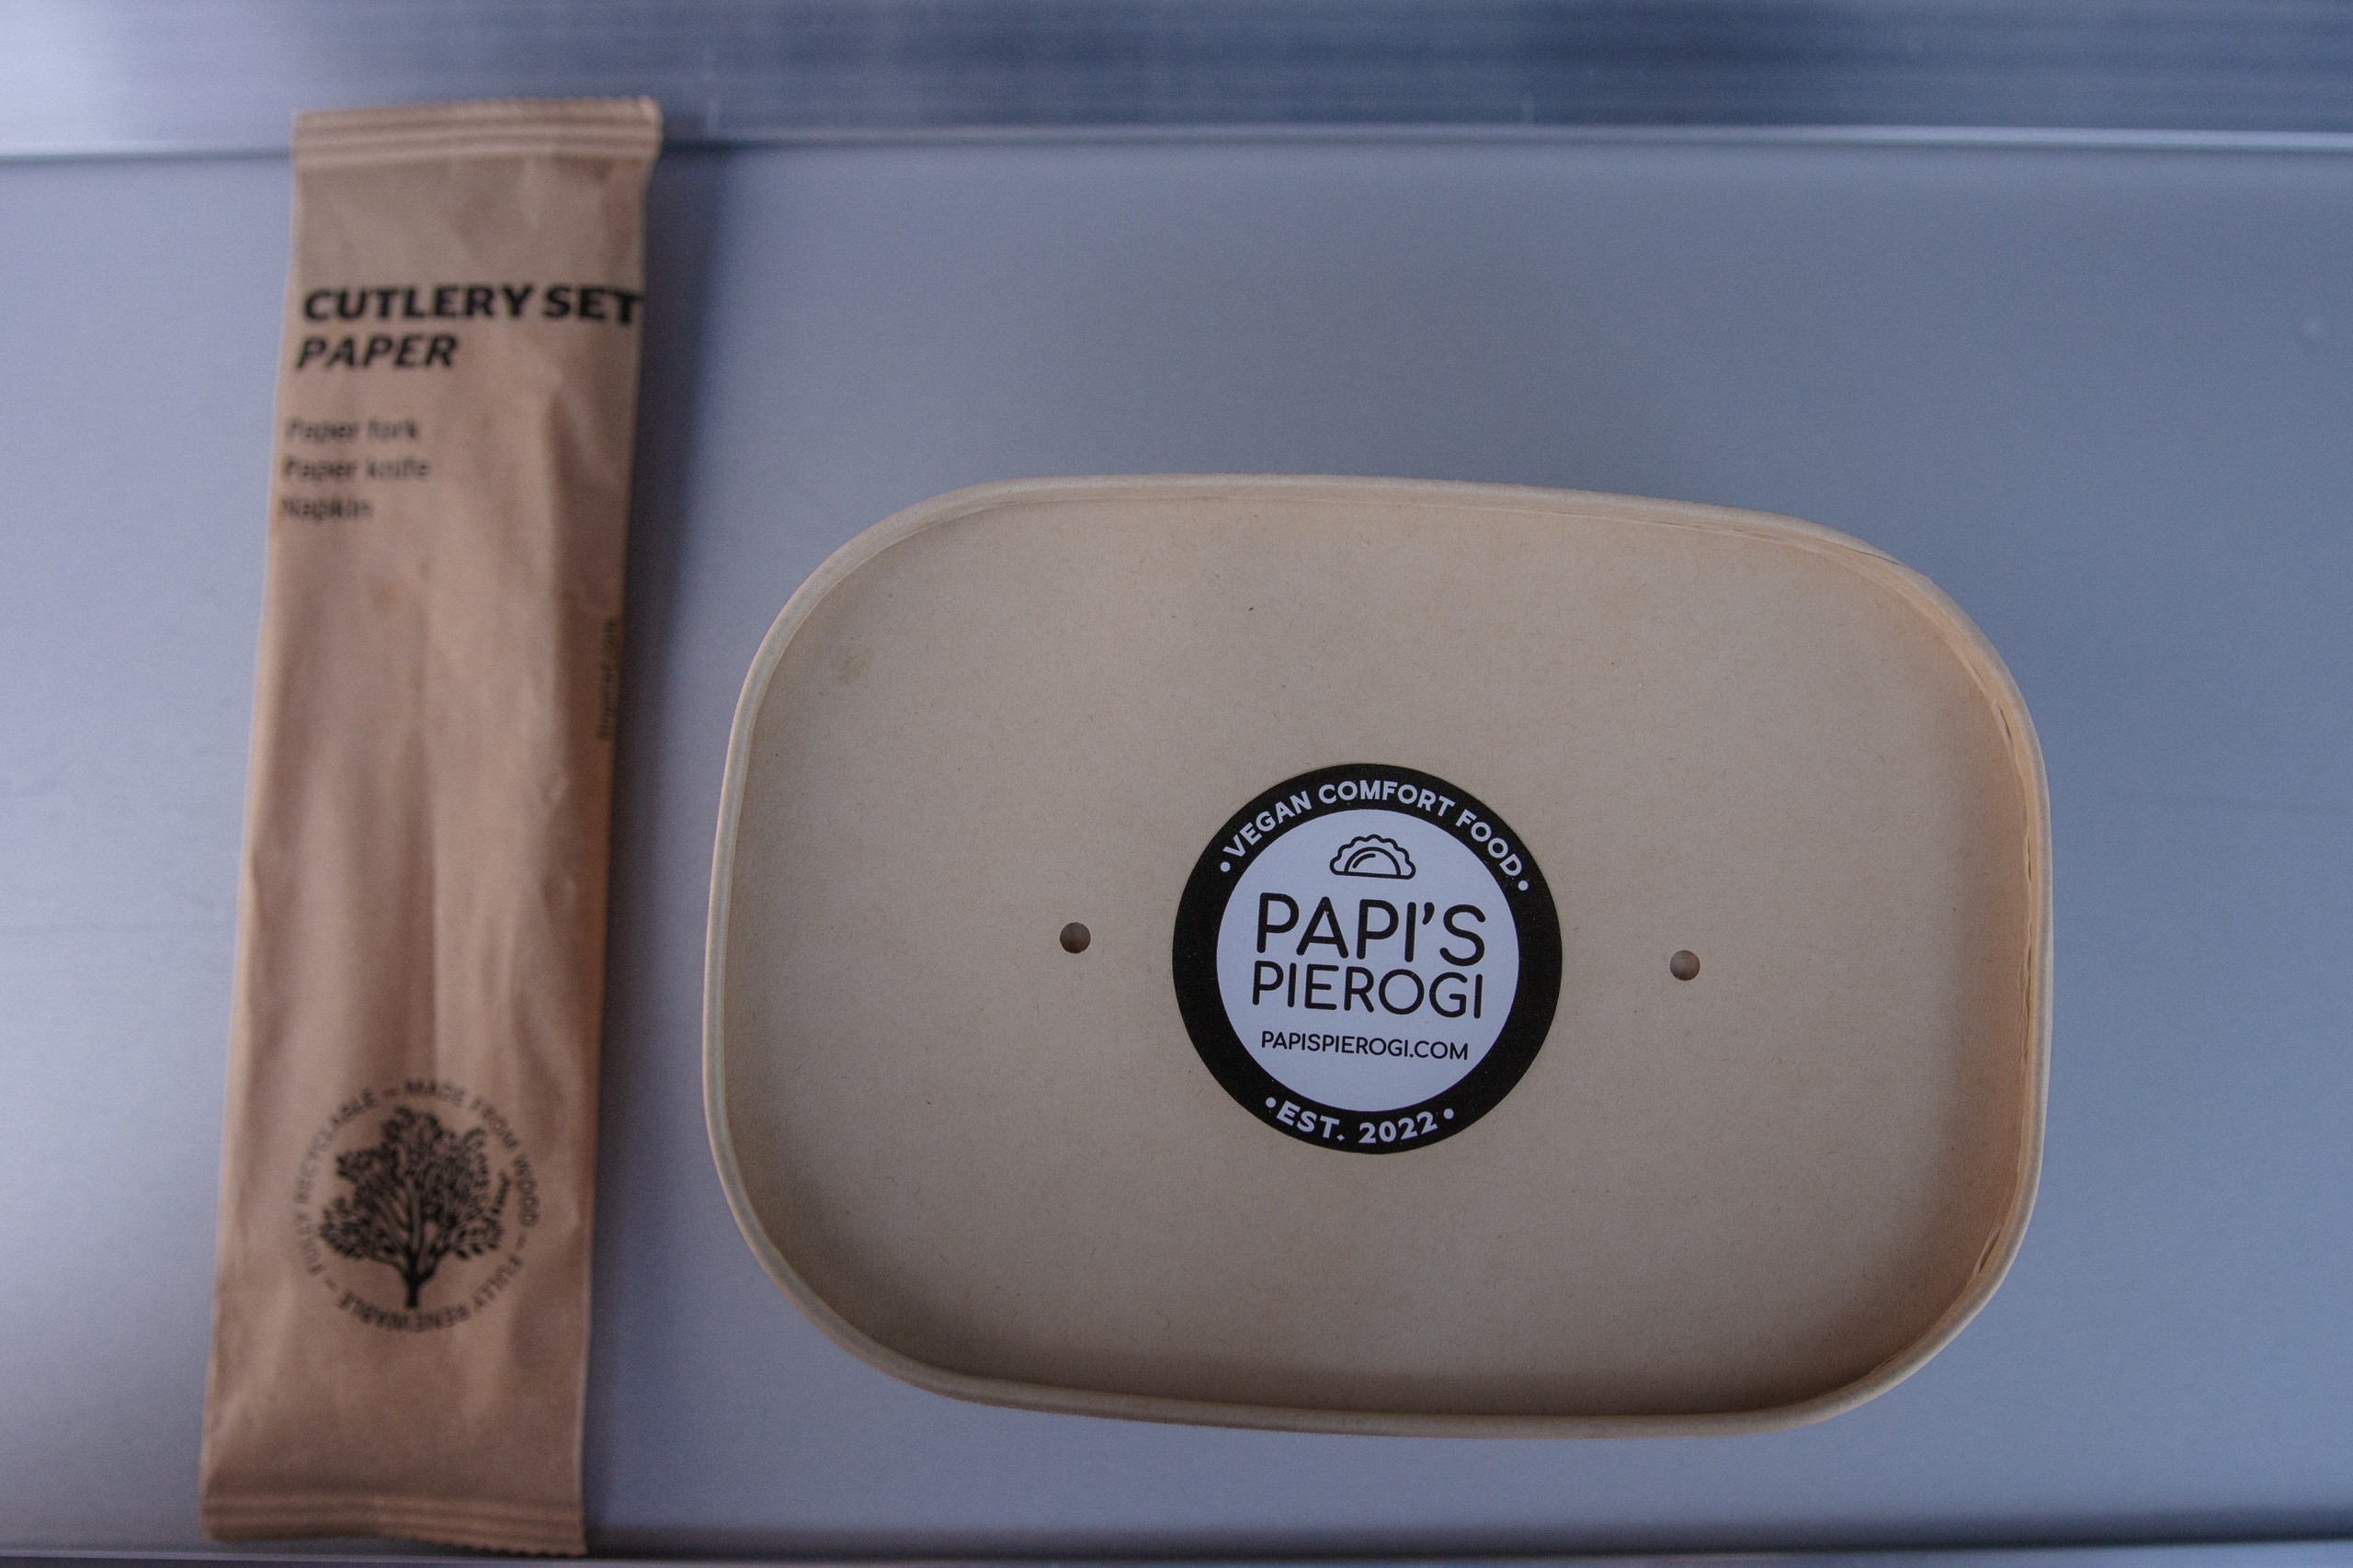 CUTLERY SET
PAPER
Paper fork
Paper knife
Napkin
MADE FROM WOOD – FULLY RENEWABLE – FULLY RECYCLABLE –
• VEGAN COMFORT FOOD •
PAPI'S
PIEROGI
PAPISPIEROGI.COM
• EST. 2022 •